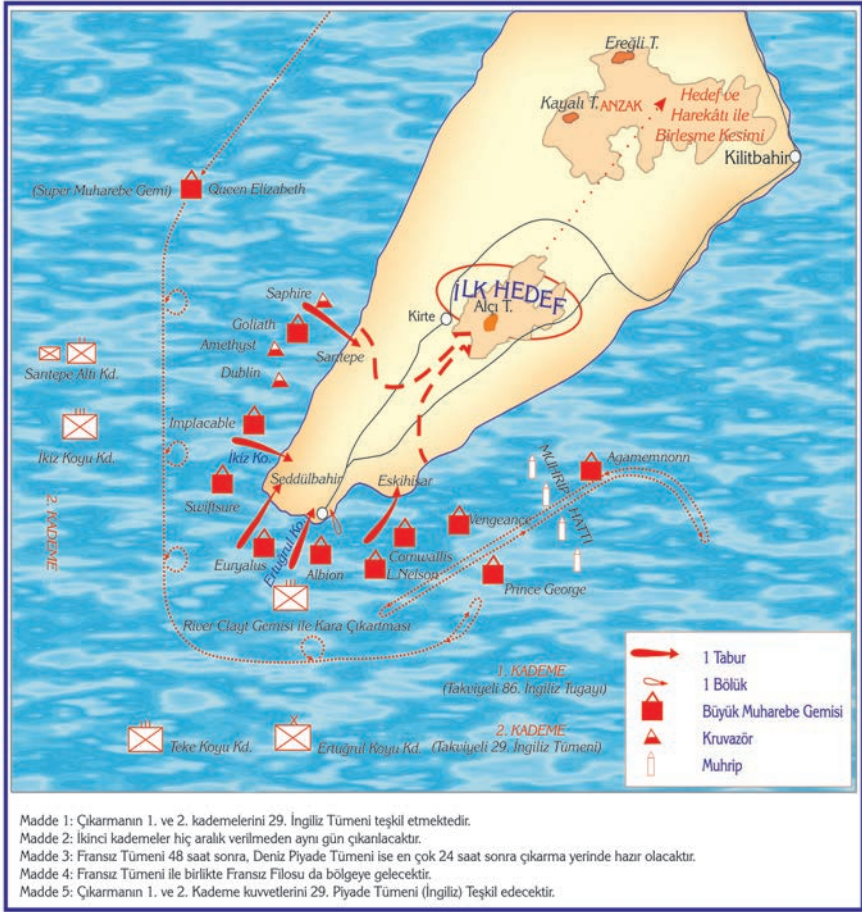 Ereğli T.
Kayalı T.
ANZAK
Hedef ve
Harekâtı ile
Birleşme Kesimi
Kilitbahir
(Super Muharebe Gemi)
Queen Elizabeth
İLK HEDEF
Alçı T.
Kirte
Saphire
Goliath
Amethyst
Sarıtepe
Dublin
Sarıtepe Altı Kd.
Implacable
İkiz Koyu Kd.
İkiz Ko.
Seddülbahir
Eskihisar
MUHRİP HATTI
Agamemnonn
Swiftsure
2. KADEME
Vengeance
Ertuğrul Ko.
Euryalus
Albion
Cornwallis
L.Nelson
Prince George
River Clayt Gemisi ile Kara Çıkartması
1. KADEME
(Takviyeli 86. İngiliz Tugayı)
2. KADEME
(Takviyeli 29. İngiliz Tümeni)
Teke Koyu Kd.
Ertuğrul Koyu Kd.
1 Tabur
1 Bölük
Büyük Muharebe Gemisi
Kruvazör
Muhrip
Madde 1: Çıkarmanın 1. ve 2. kademelerini 29. İngiliz Tümeni teşkil etmektedir.
Madde 2: İkinci kademeler hiç aralık verilmeden aynı gün çıkarılacaktır.
Madde 3: Fransız Tümeni 48 saat sonra, Deniz Piyade Tümeni ise en çok 24 saat sonra çıkarma yerinde hazır olacaktır.
Madde 4: Fransız Tümeni ile birlikte Fransız Filosu da bölgeye gelecektir.
Madde 5: Çıkarmanın 1. ve 2. Kademe kuvvetlerini 29. Piyade Tümeni (İngiliz) Teşkil edecektir.